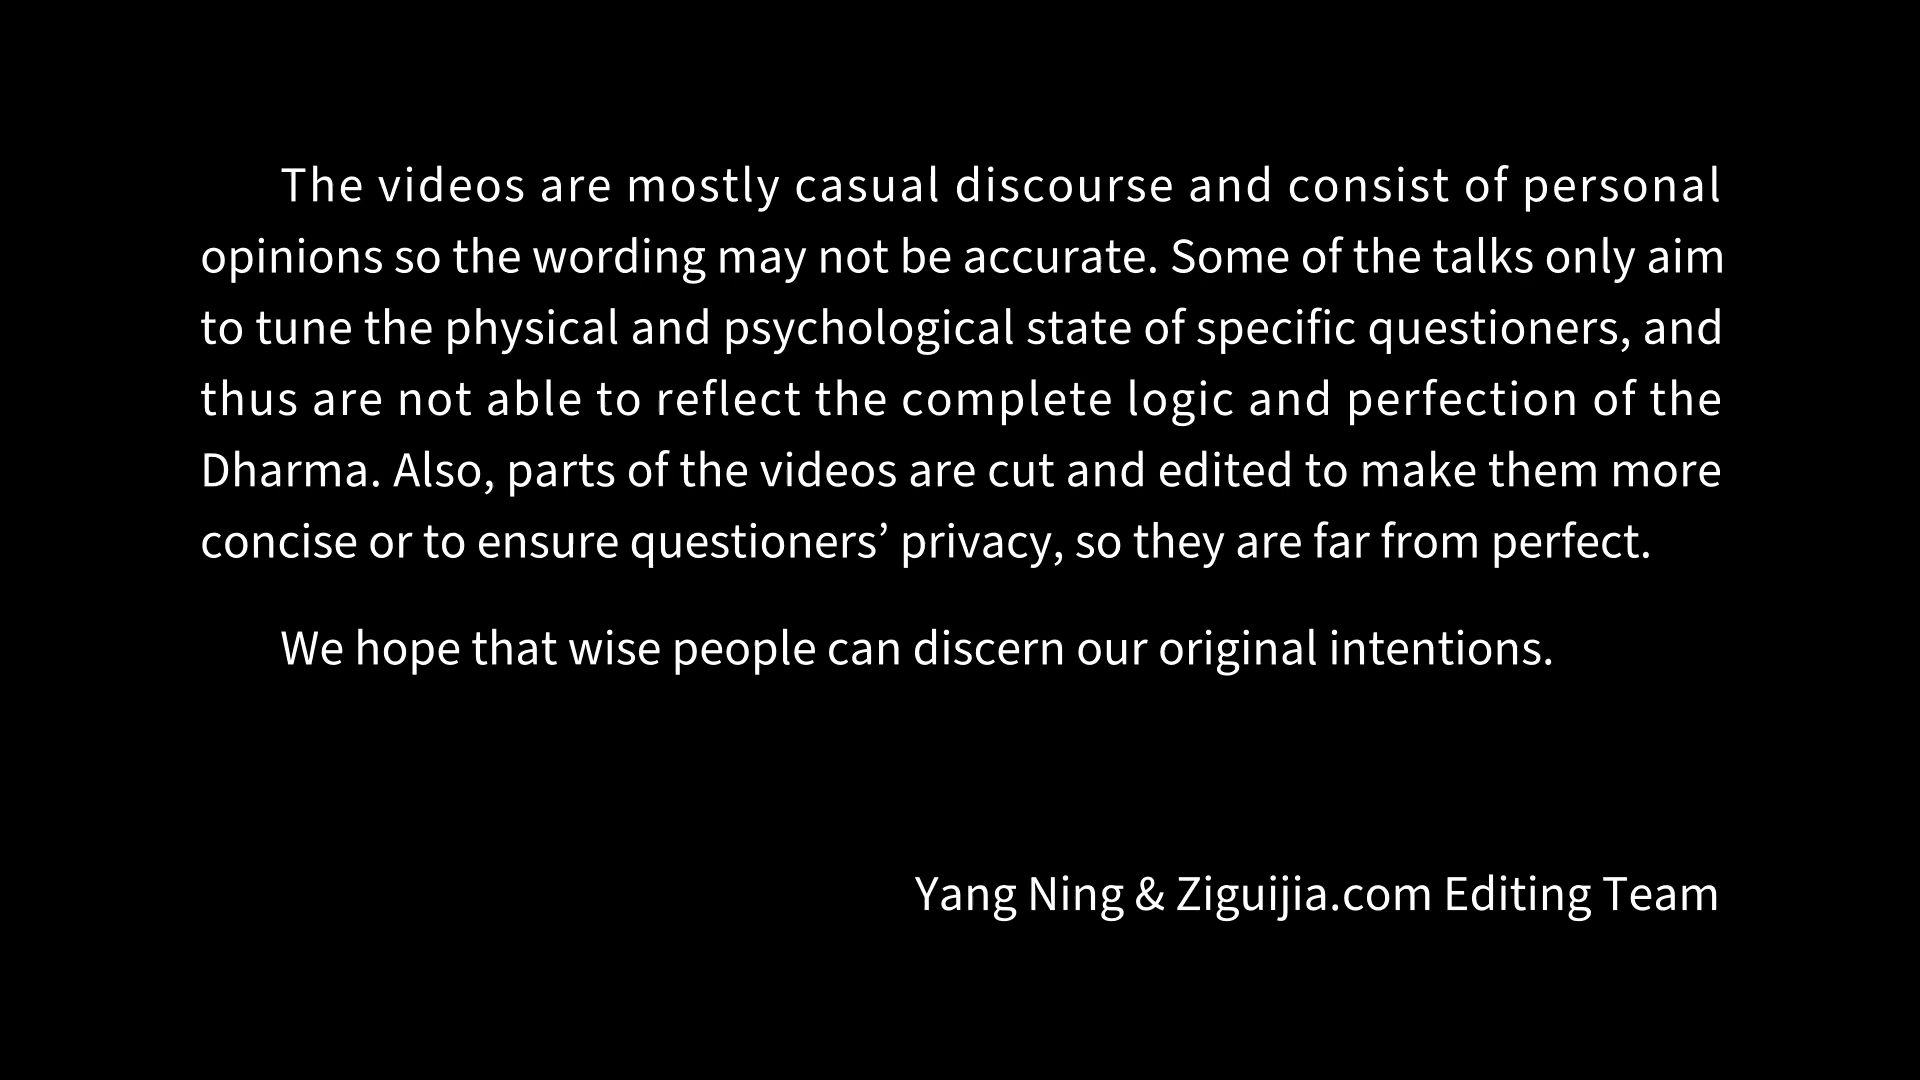 The videos are mostly casual discourse and consist of personal
opinions so the wording may not be accurate. Some of the talks only aim
to tune the physical and psychological state of specific questioners, and
thus are not able to reflect the complete logic and perfection of the
Dharma. Also, parts of the videos are cut and edited to make them more
concise or to ensure questioners’ privacy, so they are far from perfect.
We hope that wise people can discern our original intentions.
Yang Ning & Ziguijia.com Editing Team